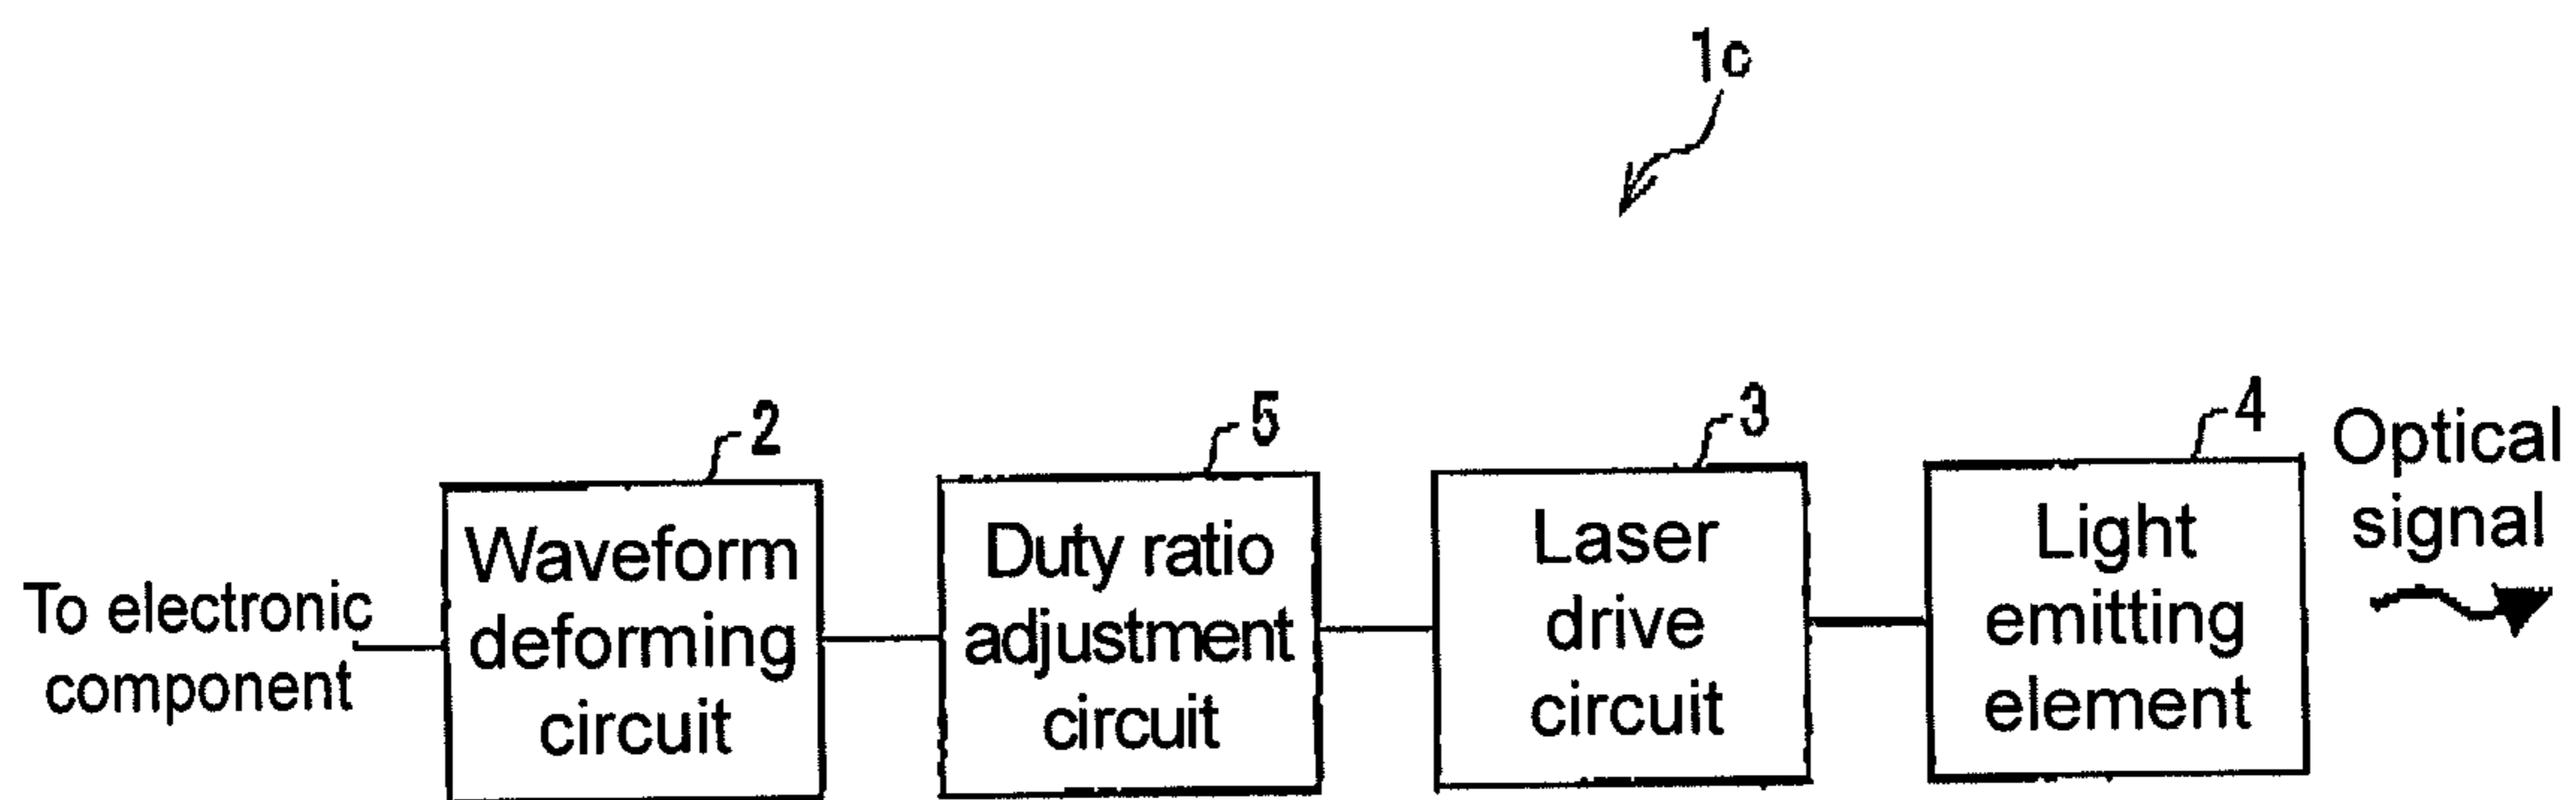 1c
2
5
3
4
To electronic
component
Waveform
deforming
circuit
Duty ratio
adjustment
circuit
Laser
drive
circuit
Light
emitting
element
Optical
signal